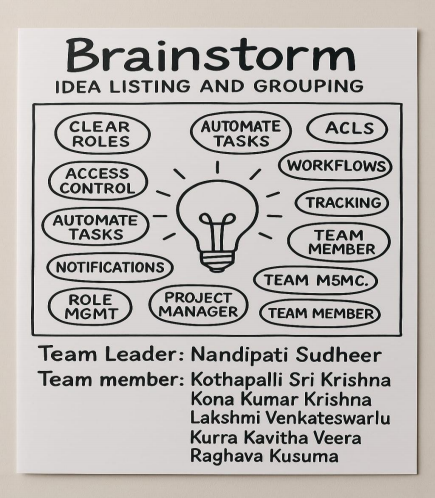 Brainstorm
IDEA LISTING AND GROUPING
CLEAR
ROLES
AUTOMATE
TASKS
ACLS
ACCESS
CONTROL
WORKFLOWS
TRACKING
AUTOMATE
TASKS
TEAM
MEMBER
NOTIFICATIONS
TEAM M5MC.
ROLE
MGMT
PROJECT
MANAGER
TEAM MEMBER
Team Leader: Nandipati Sudheer
Team member: Kothapalli Sri Krishna
Kona Kumar Krishna
Lakshmi Venkateswarlu
Kurra Kavitha Veera
Raghava Kusuma